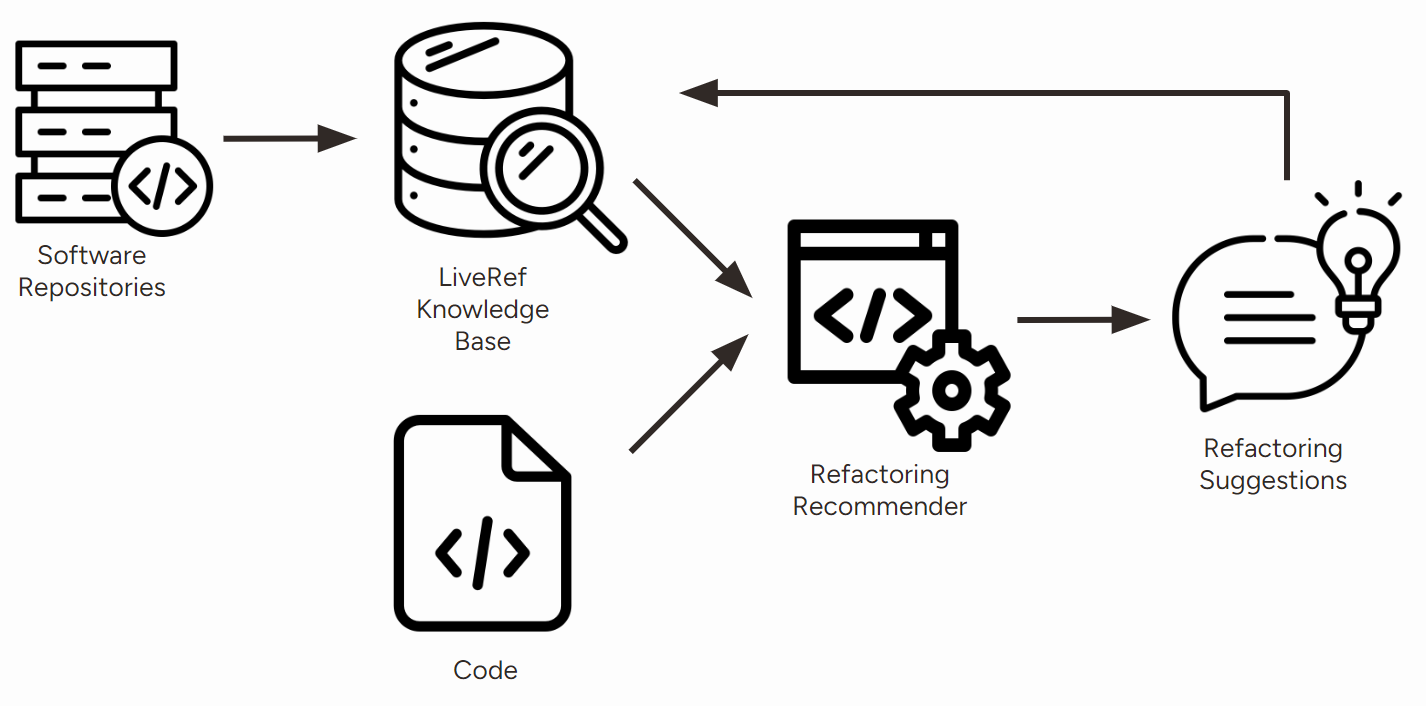 Software
Repositories
LiveRef
Knowledge
Base
</>
Refactoring
Recommender
Refactoring
Suggestions
</>
Code